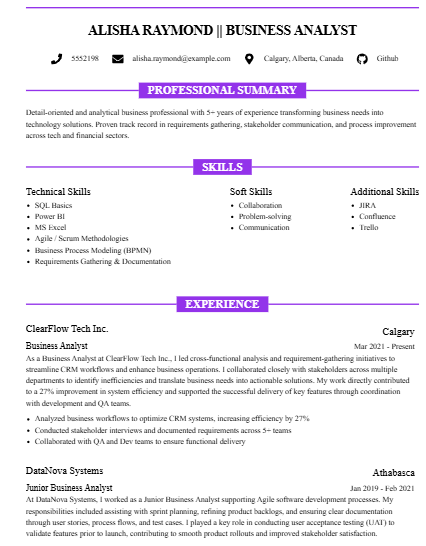 ALISHA RAYMOND || BUSINESS ANALYST
5552198 alisha.raymond@example.com Calgary, Alberta, Canada Github
PROFESSIONAL SUMMARY
Detail-oriented and analytical business professional with 5+ years of experience transforming business needs into
technology solutions. Proven track record in requirements gathering, stakeholder communication, and process improvement
across tech and financial sectors.
SKILLS
Technical Skills
• SQL Basics
• Power BI
• MS Excel
• Agile / Scrum Methodologies
• Business Process Modeling (BPMN)
• Requirements Gathering & Documentation
Soft Skills
• Collaboration
• Problem-solving
• Communication
Additional Skills
• JIRA
• Confluence
• Trello
EXPERIENCE
ClearFlow Tech Inc. Calgary
Business Analyst Mar 2021 - Present
As a Business Analyst at ClearFlow Tech Inc., I led cross-functional analysis and requirement-gathering initiatives to
streamline CRM workflows and enhance business operations. I collaborated closely with stakeholders across multiple
departments to identify inefficiencies and translate business needs into actionable solutions. My work directly contributed
to a 27% improvement in system efficiency and supported the successful delivery of key features through coordination
with development and QA teams.
• Analyzed business workflows to optimize CRM systems, increasing efficiency by 27%
• Conducted stakeholder interviews and documented requirements across 5+ teams
• Collaborated with QA and Dev teams to ensure functional delivery
DataNova Systems Athabasca
Junior Business Analyst Jan 2019 - Feb 2021
At DataNova Systems, I worked as a Junior Business Analyst supporting Agile software development processes. My
responsibilities included assisting with sprint planning, refining product backlogs, and ensuring clear documentation
through user stories, process flows, and test cases. I played a key role in conducting user acceptance testing (UAT) to
validate features prior to launch, contributing to smooth product rollouts and improved stakeholder satisfaction.